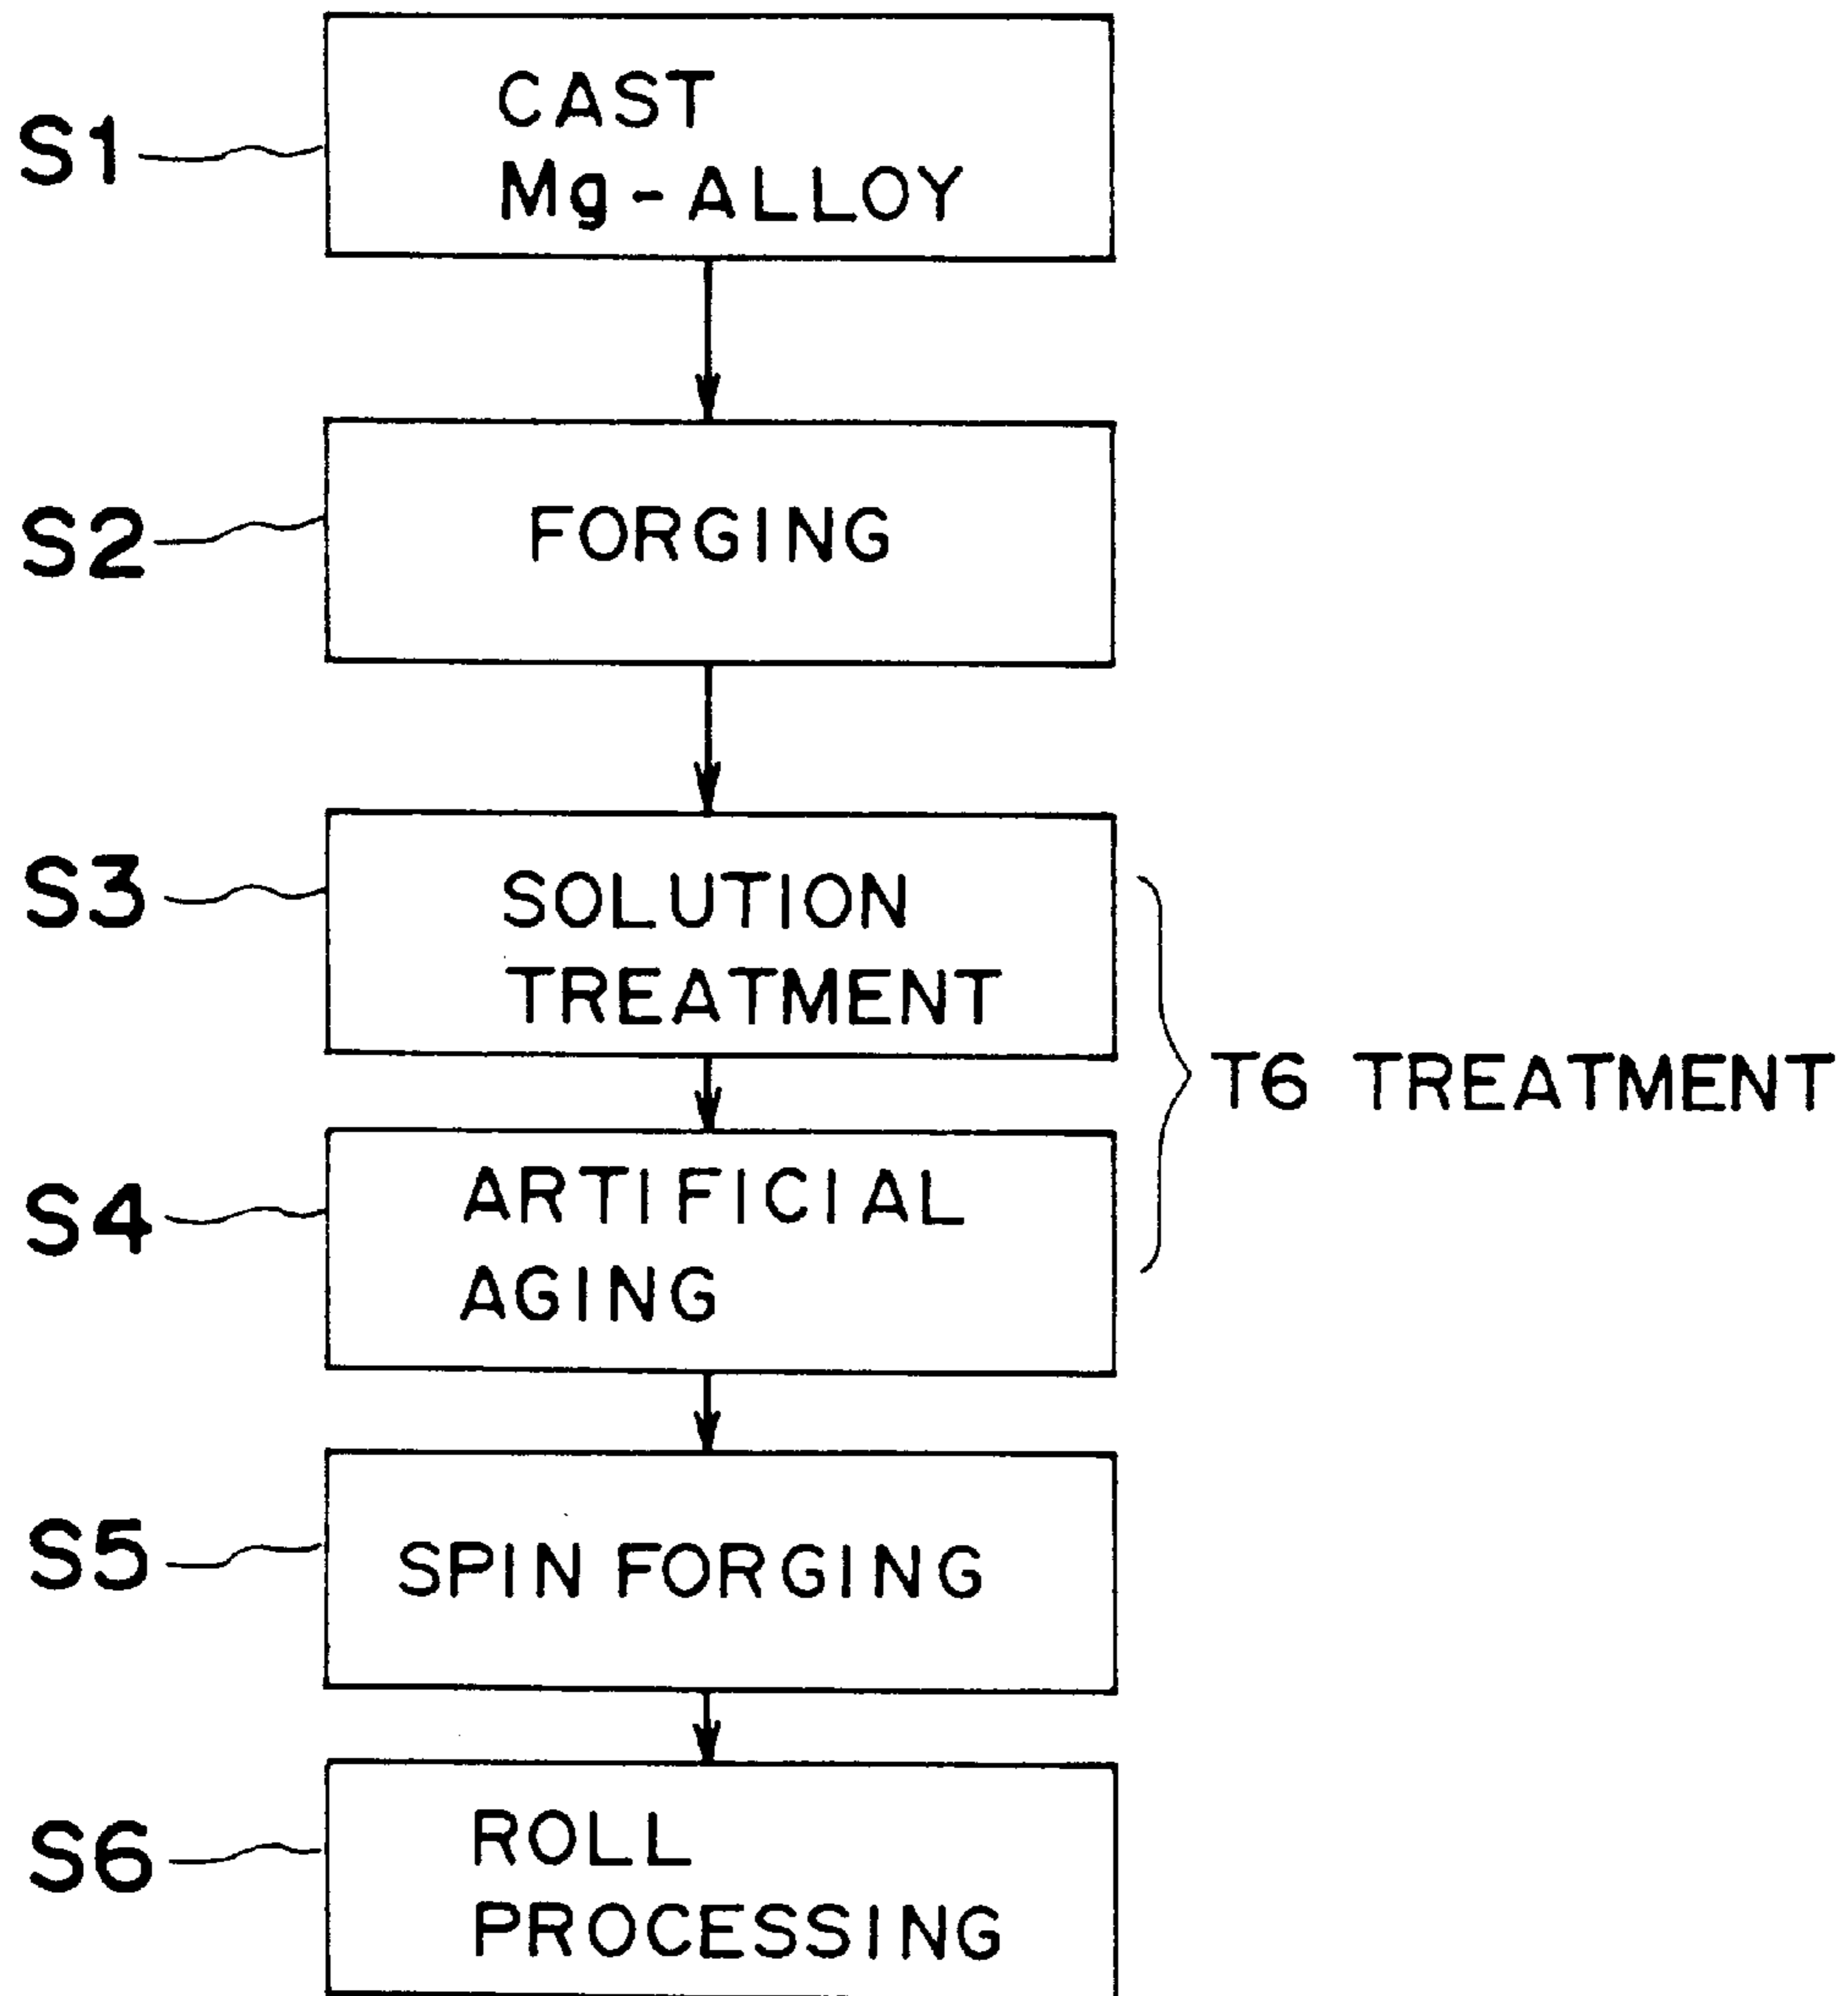 S1
CAST
Mg-ALLOY
S2
FORGING
S3
SOLUTION
TREATMENT
T6 TREATMENT
S4
ARTIFICIAL
AGING
S5
SPIN FORGING
S6
ROLL
PROCESSING